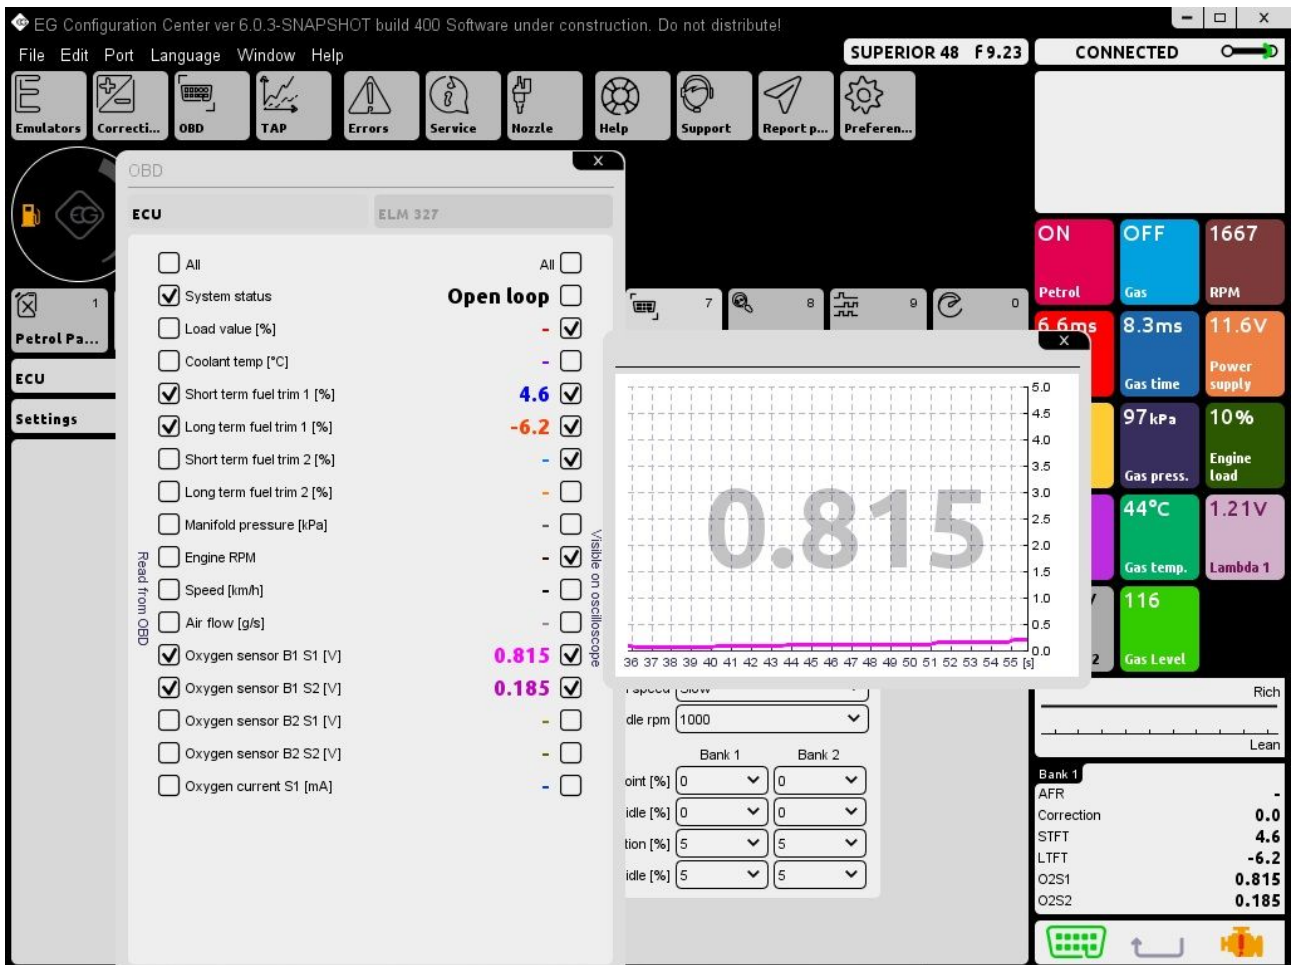 EG Configuration Center ver 6.0.3-SNAPSHOT build 400 Software under construction. Do not distribute!
File Edit Port Language Window Help
SUPERIOR 48 f 9.23
CONNECTED
Emulators Correcti... OBD TAP Errors Service Nozzle Help Support Report p... Preferen...
EG
OBD
X
ECU ELM 327
All All
System status Open loop
Load value [%] -
Coolant temp [°C] -
Short term fuel trim 1 [%] 4.6
Long term fuel trim 1 [%] -6.2
Short term fuel trim 2 [%] -
Long term fuel trim 2 [%] -
Manifold pressure [kPa] -
Engine RPM -
Speed [km/h] -
Air flow [g/s] -
Oxygen sensor B1 S1 [V] 0.815
Oxygen sensor B1 S2 [V] 0.185
Oxygen sensor B2 S1 [V] -
Oxygen sensor B2 S2 [V] -
Oxygen current S1 [mA] -
Read from OBD
Visible on oscilloscope
1
Petrol Pa...
ECU
Settings
7 8 9 0
X
0.815
5.0
4.5
4.0
3.5
3.0
2.5
2.0
1.5
1.0
0.5
0.0
36 37 38 39 40 41 42 43 44 45 46 47 48 49 50 51 52 53 54 55 [s]
dle rpm 1000
Bank 1 Bank 2
oint [%] 0 0
idle [%] 0 0
tion [%] 5 5
idle [%] 5 5
ON
Petrol
OFF
Gas
1667
RPM
6.6ms
8.3ms
Gas time
11.6V
Power
supply
97 kPa
Gas press.
10%
Engine
load
44°C
Gas temp.
1.21V
Lambda 1
2
116
Gas Level
Rich
Lean
Bank 1
AFR -
Correction 0.0
STFT 4.6
LTFT -6.2
O2S1 0.815
O2S2 0.185